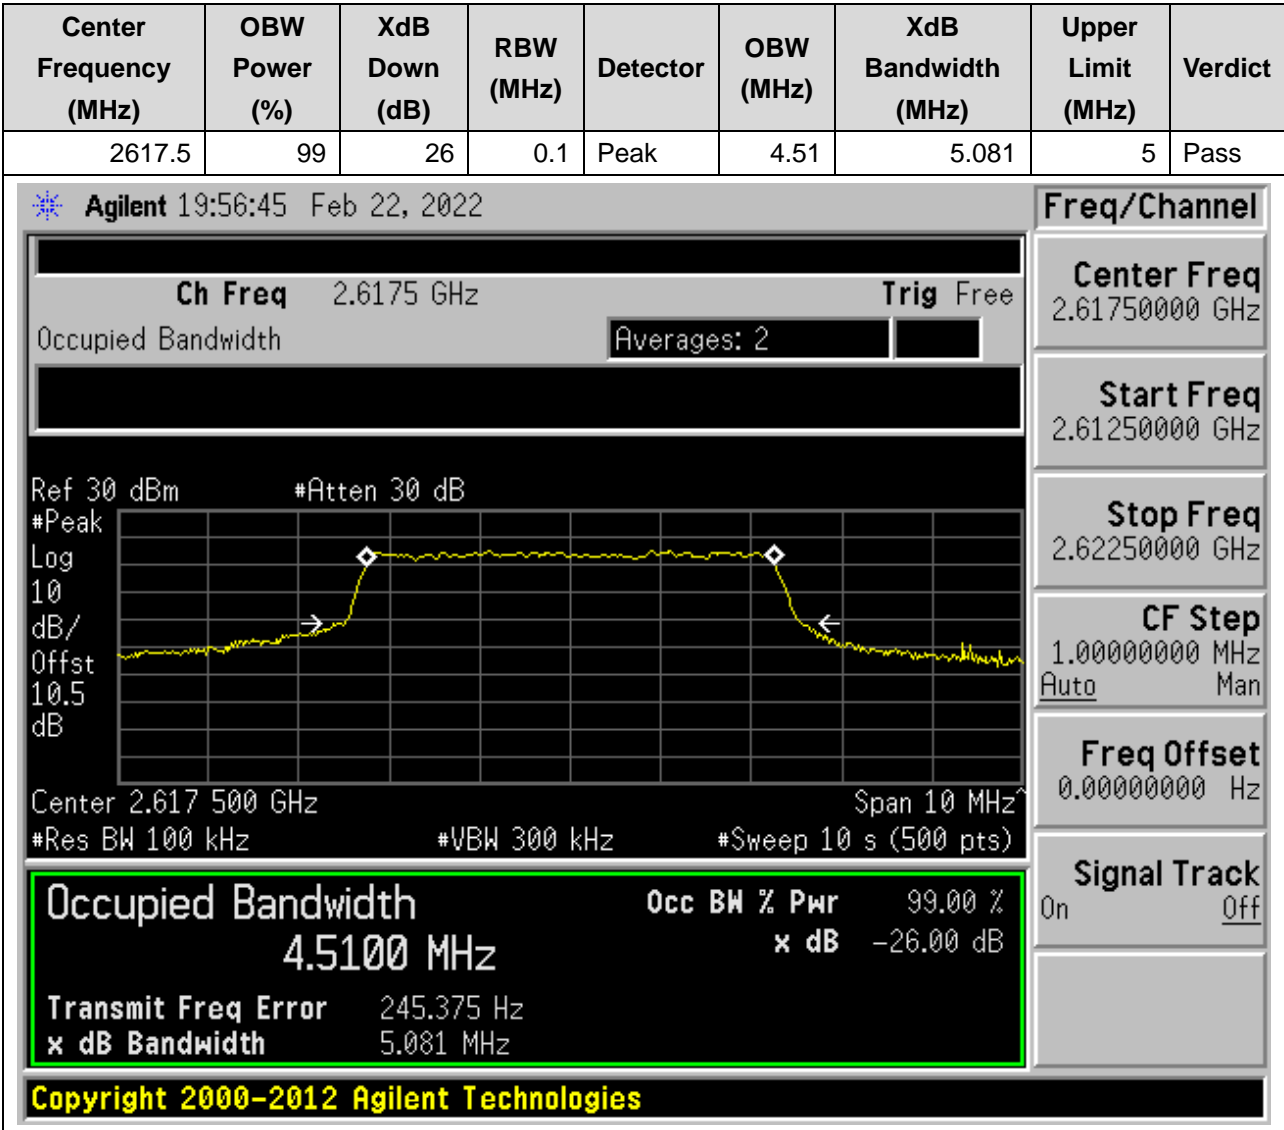 Center Frequency (MHz) OBW Power (%) XdB Down (dB) RBW (MHz) Detector OBW (MHz) XdB Bandwidth (MHz) Upper Limit (MHz) Verdict
2617.5 99 26 0.1 Peak 4.51 5.081 5 Pass
Agilent 19:56:45 Feb 22, 2022
Freq/Channel
Ch Freq 2.6175 GHz Trig Free
Occupied Bandwidth Averages: 2
Center Freq
2.61750000 GHz
Start Freq
2.61250000 GHz
Stop Freq
2.62250000 GHz
CF Step
1.00000000 MHz
Auto Man
Freq Offset
0.00000000 Hz
Signal Track
On Off
Ref 30 dBm #Atten 30 dB
#Peak
Log
10
dB/
Offst
10.5
dB
Center 2.617 500 GHz Span 10 MHz^
#Res BW 100 kHz #VBW 300 kHz #Sweep 10 s (500 pts)
Occupied Bandwidth Occ BW % Pwr 99.00 %
4.5100 MHz x dB -26.00 dB
Transmit Freq Error 245.375 Hz
x dB Bandwidth 5.081 MHz
Copyright 2000-2012 Agilent Technologies